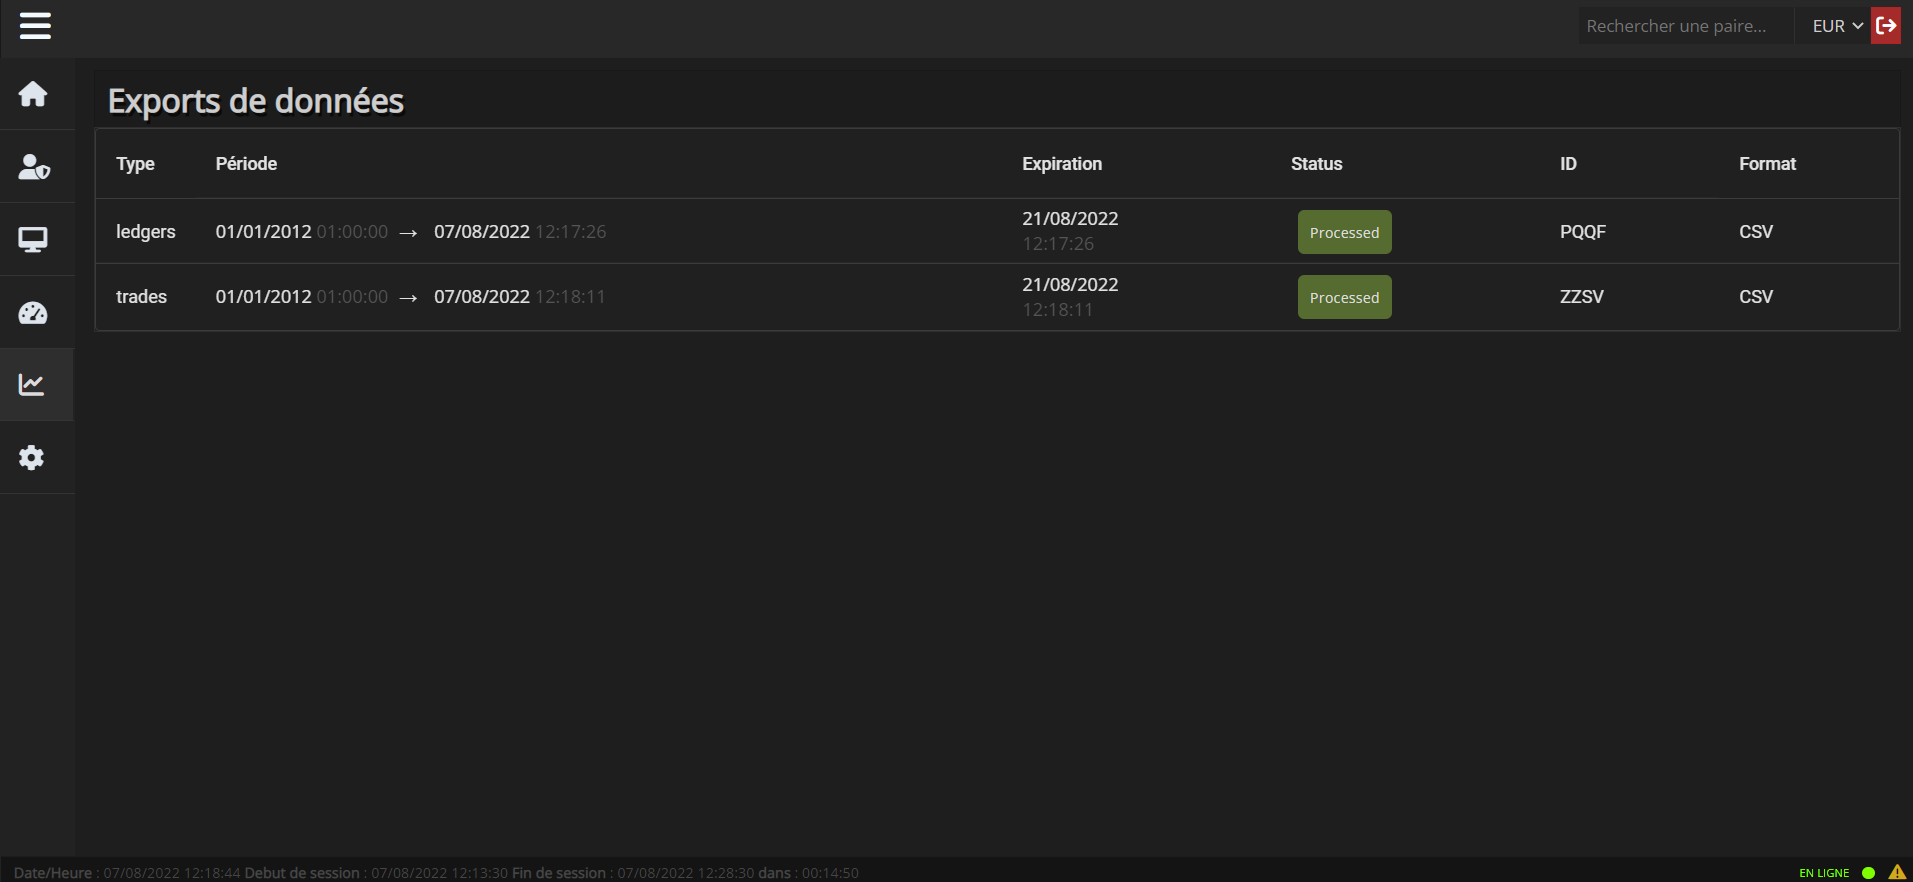 Rechercher une paire... EUR
Exports de données
Type Période Expiration Status ID Format
ledgers 01/01/2012 01:00:00 → 07/08/2022 12:17:26 21/08/2022 12:17:26 Processed PQQF CSV
trades 01/01/2012 01:00:00 → 07/08/2022 12:18:11 21/08/2022 12:18:11 Processed ZZSV CSV
Date/Heure : 07/08/2022 12:18:44 Debut de session : 07/08/2022 12:13:30 Fin de session : 07/08/2022 12:28:30 dans : 00:14:50 EN LIGNE